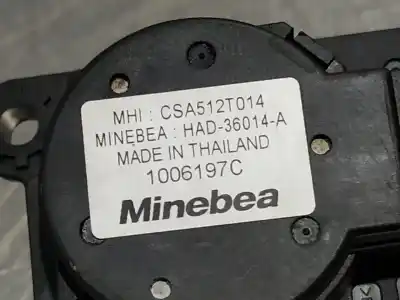 MHI : CSA512T014
MINEBEA : HAD-36014-A
MADE IN THAILAND
1006197C
Minebea